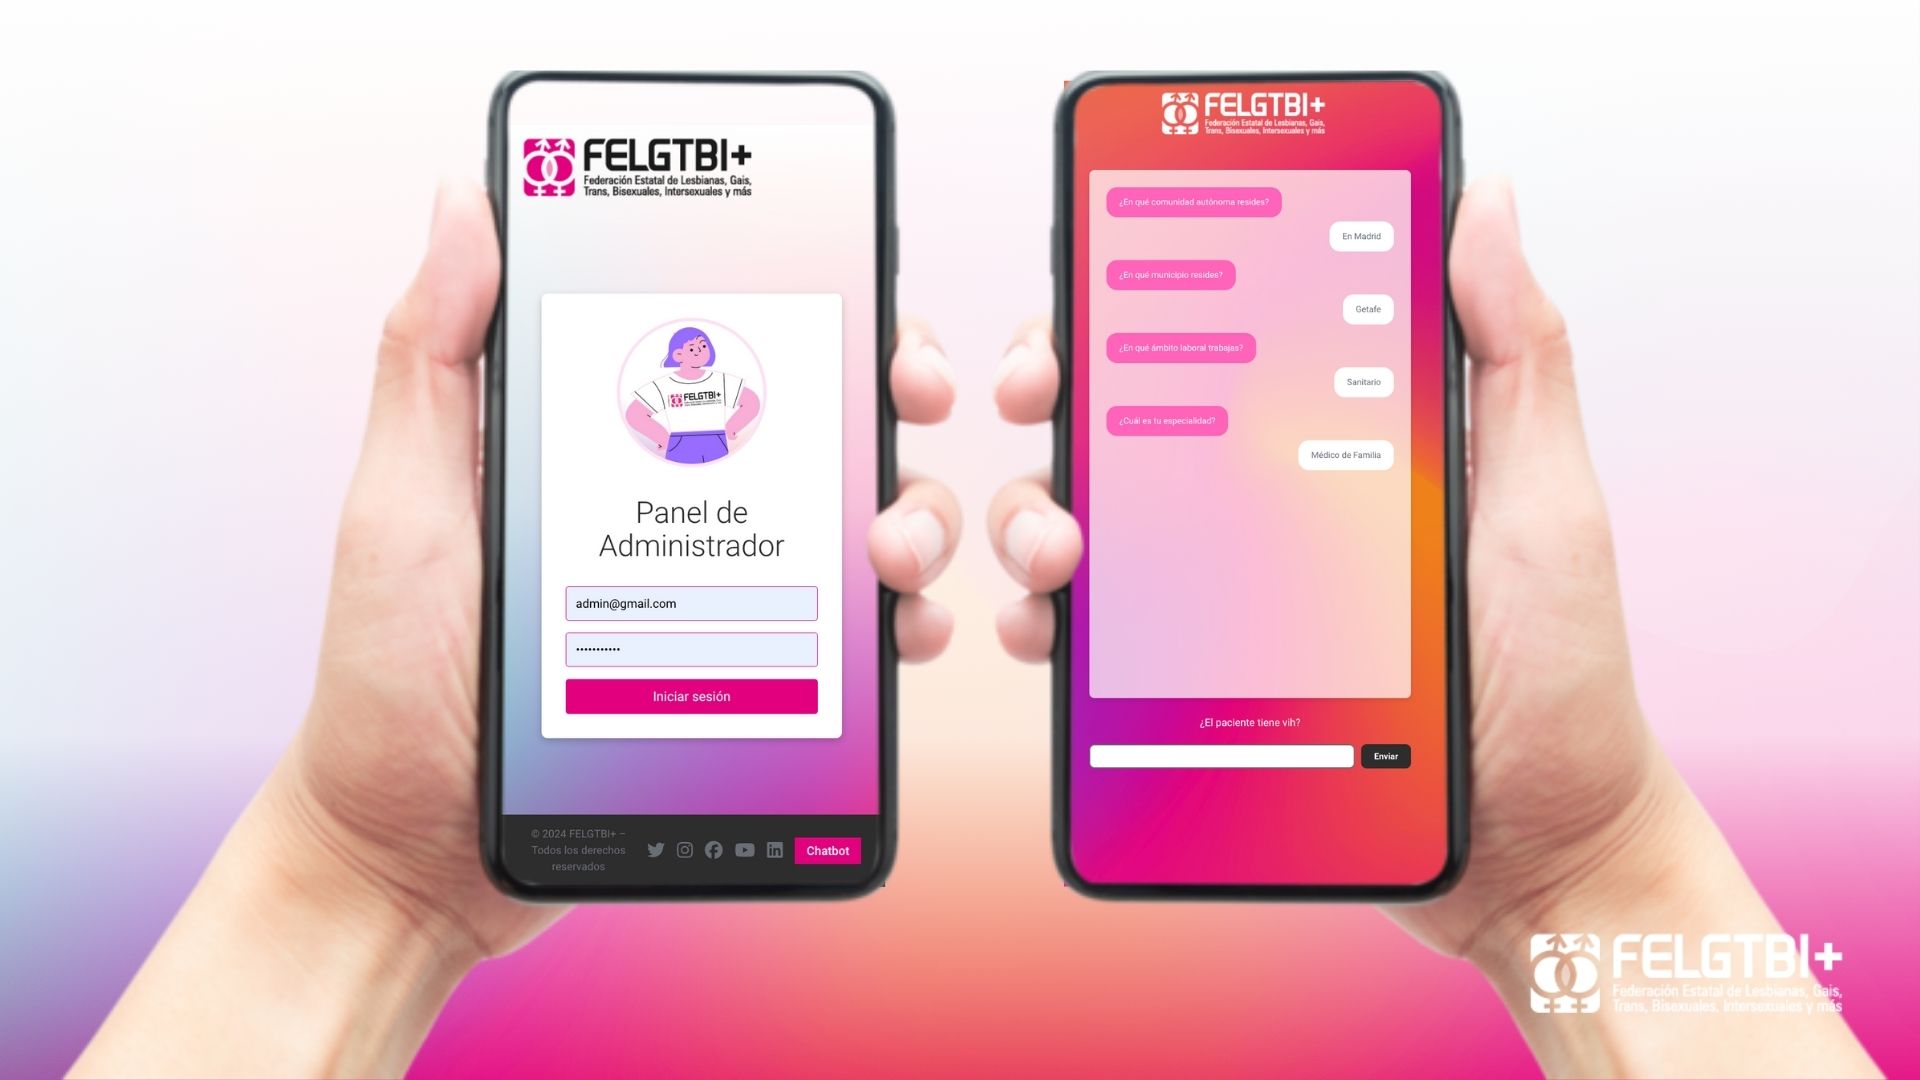 FELGTBI+
Federación Estatal de Lesbianas, Gais,
Trans, Bisexuales, Intersexuales y más
FELGTBI+
Panel de
Administrador
admin@gmail.com
•••••••••••
Iniciar sesión
© 2024 FELGTBI+ –
Todos los derechos
reservados
Chatbot
FELGTBI+
Federación Estatal de Lesbianas, Gais,
Trans, Bisexuales, Intersexuales y más
¿En qué comunidad autónoma resides?
En Madrid
¿En qué municipio resides?
Getafe
¿En qué ámbito laboral trabajas?
Sanitario
¿Cuál es tu especialidad?
Médico de Familia
¿El paciente tiene vih?
Enviar
FELGTBI+
Federación Estatal de Lesbianas, Gais,
Trans, Bisexuales, Intersexuales y más